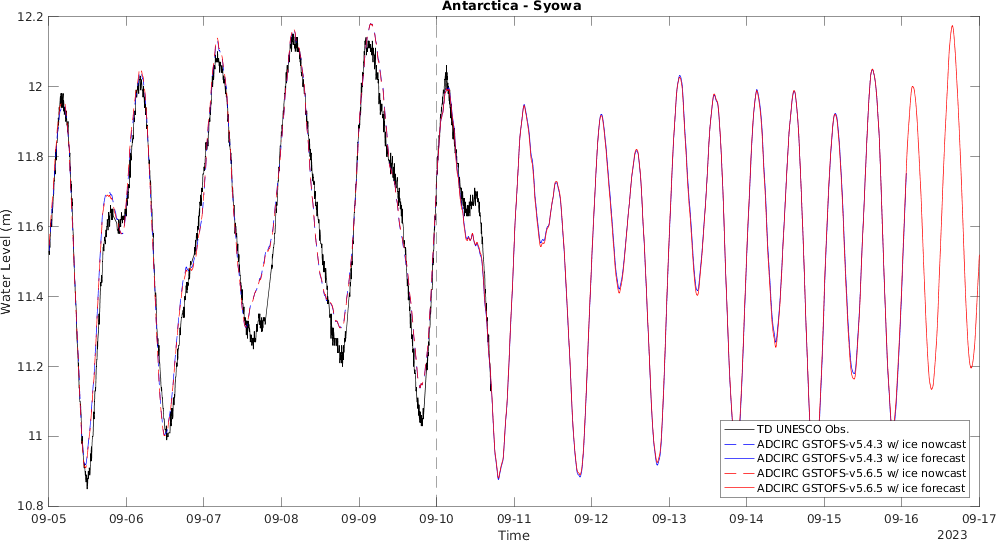 Antarctica - Syowa
Water Level (m)
12.2
12
11.8
11.6
11.4
11.2
11
10.8
TD UNESCO Obs.
ADCIRC GSTOFS-v5.4.3 w/ ice nowcast
ADCIRC GSTOFS-v5.4.3 w/ ice forecast
ADCIRC GSTOFS-v5.6.5 w/ ice nowcast
ADCIRC GSTOFS-v5.6.5 w/ ice forecast
09-05 09-06 09-07 09-08 09-09 09-10 09-11 09-12 09-13 09-14 09-15 09-16 09-17
Time
2023